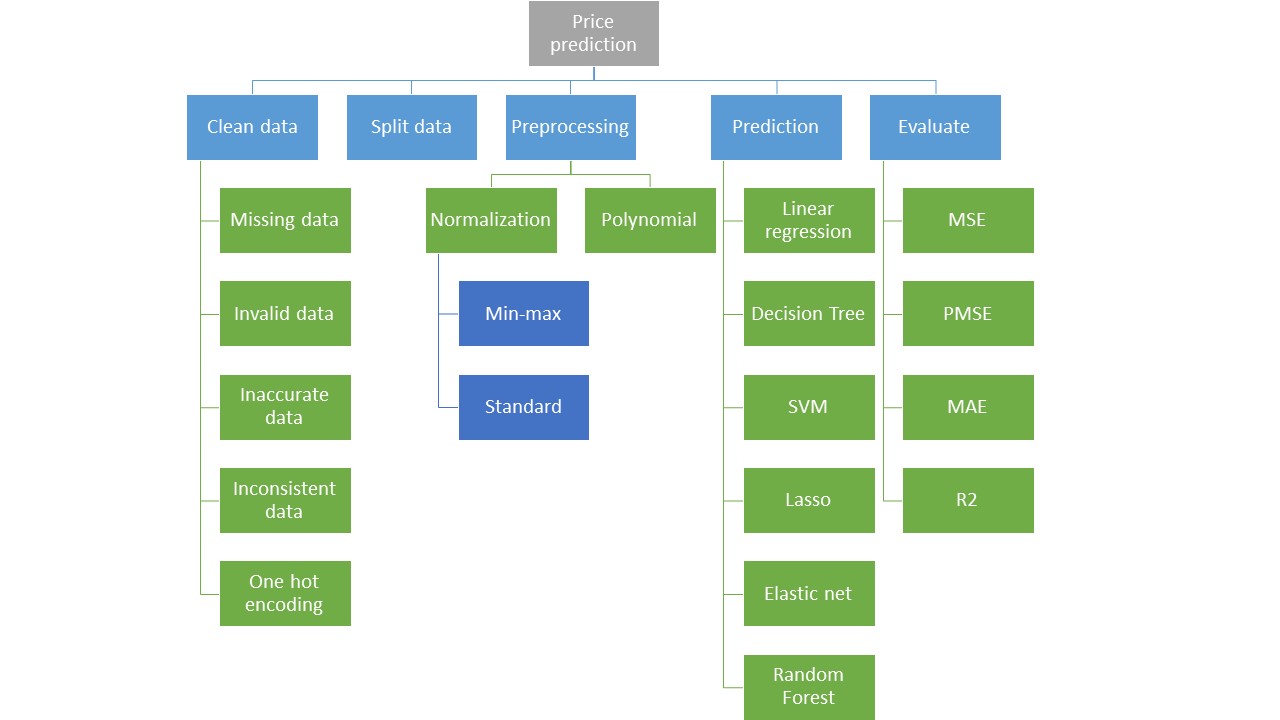 Price
prediction
Clean data
Split data
Preprocessing
Prediction
Evaluate
Missing data
Invalid data
Inaccurate
data
Inconsistent
data
One hot
encoding
Normalization
Polynomial
Min-max
Standard
Linear
regression
Decision Tree
SVM
Lasso
Elastic net
Random
Forest
MSE
PMSE
MAE
R2